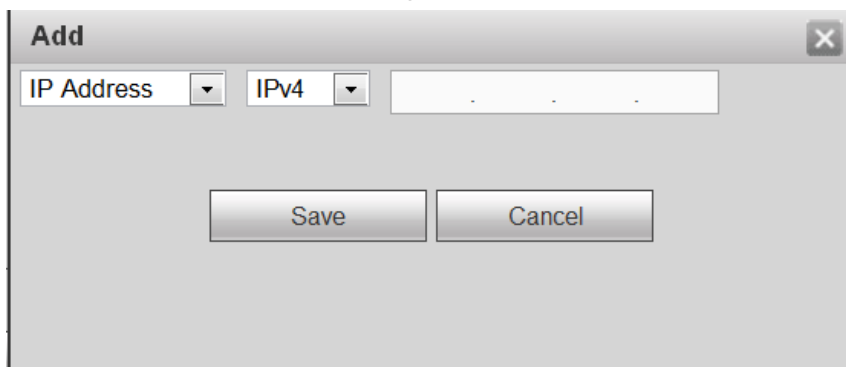 Add
IP Address IPv4 . . .
Save Cancel